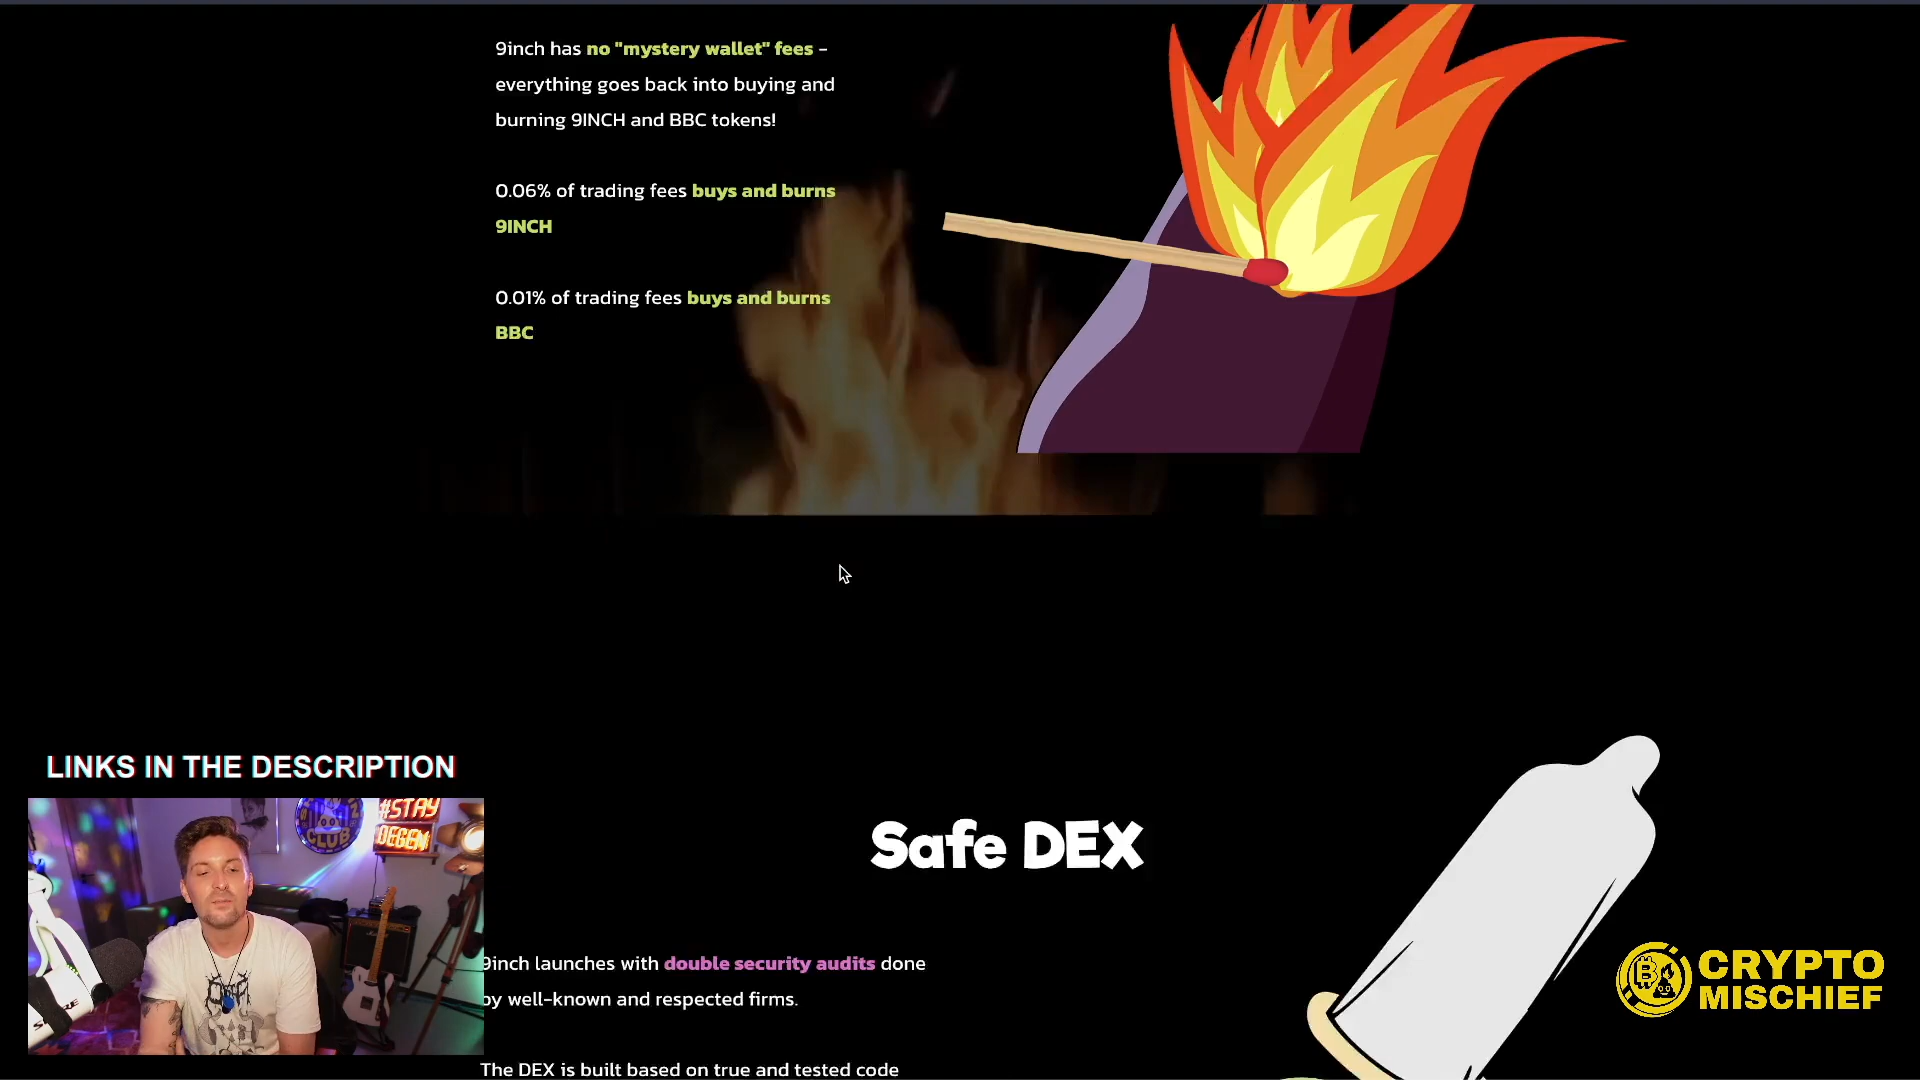 9inch has no "mystery wallet" fees –
everything goes back into buying and
burning 9INCH and BBC tokens!
0.06% of trading fees buys and burns
9INCH
0.01% of trading fees buys and burns
BBC
LINKS IN THE DESCRIPTION
#STAY
DEGEN
CLUB
Safe DEX
9inch launches with double security audits done
by well-known and respected firms.
The DEX is built based on true and tested code
CRYPTO
MISCHIEF